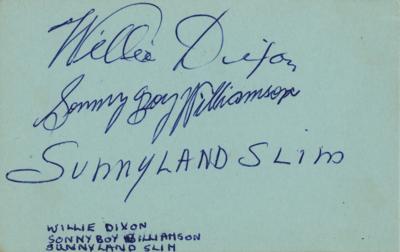 Willie Dixon
Sonny Boy Williamson
SUNNYLAND SLIM
WILLIE DIXON
SONNY BOY WILLIAMSON
SUNNYLAND SLIM